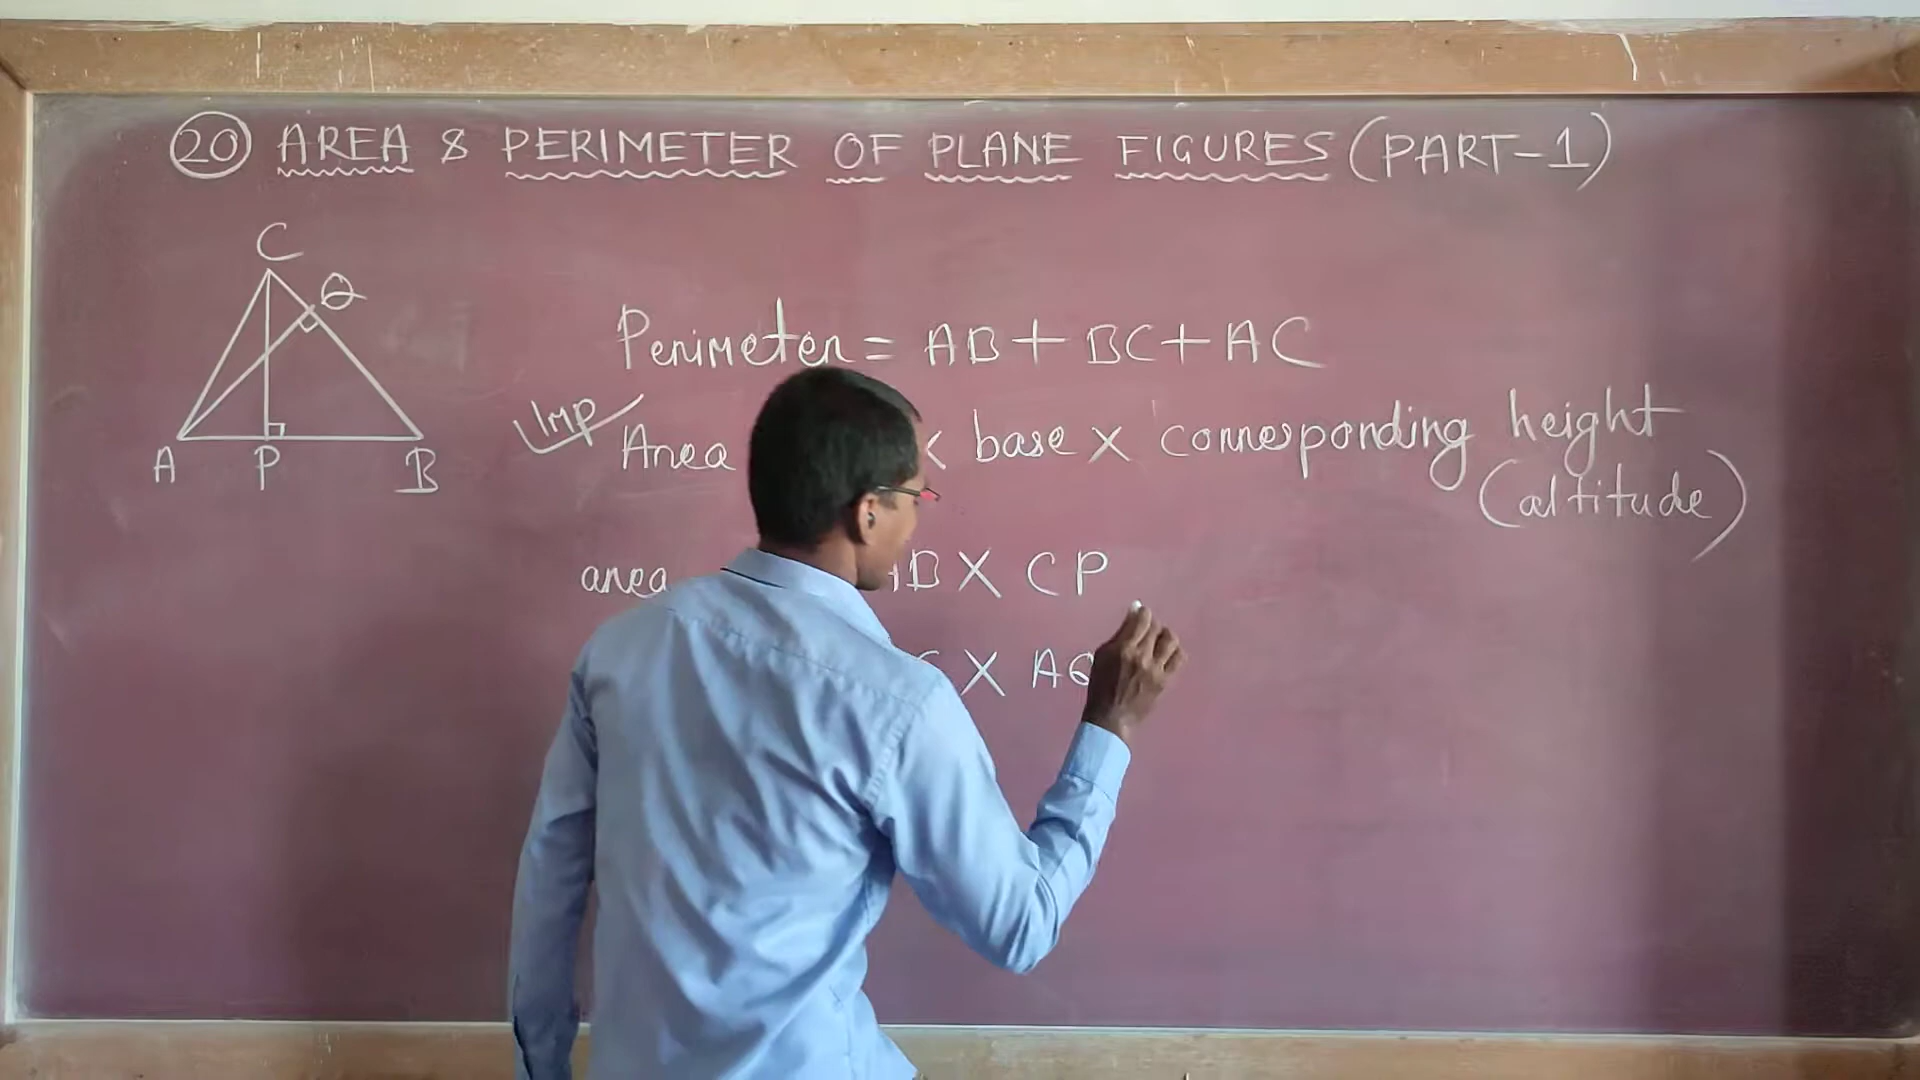 20 AREA & PERIMETER OF PLANE FIGURES (PART-1)
C
Q
A P B
Perimeter = AB + BC + AC
Imp
Area × base × corresponding height
(altitude)
area AB × CP
× AQ